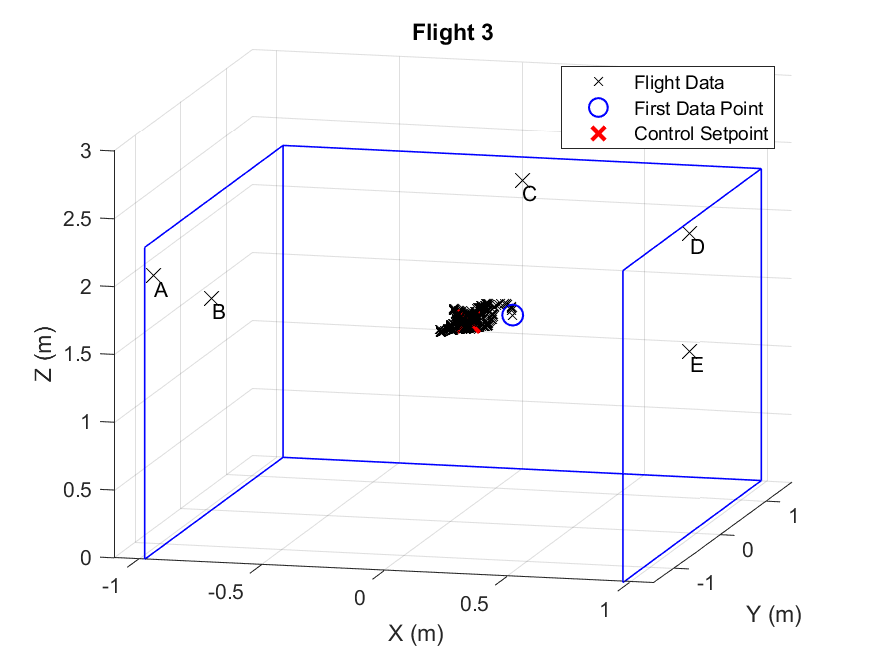 Flight 3
Flight Data
First Data Point
Control Setpoint
3
2.5
2
1.5
1
0.5
0
Z (m)
A
B
C
D
E
-1
-0.5
0
0.5
1
X (m)
-1
0
1
Y (m)